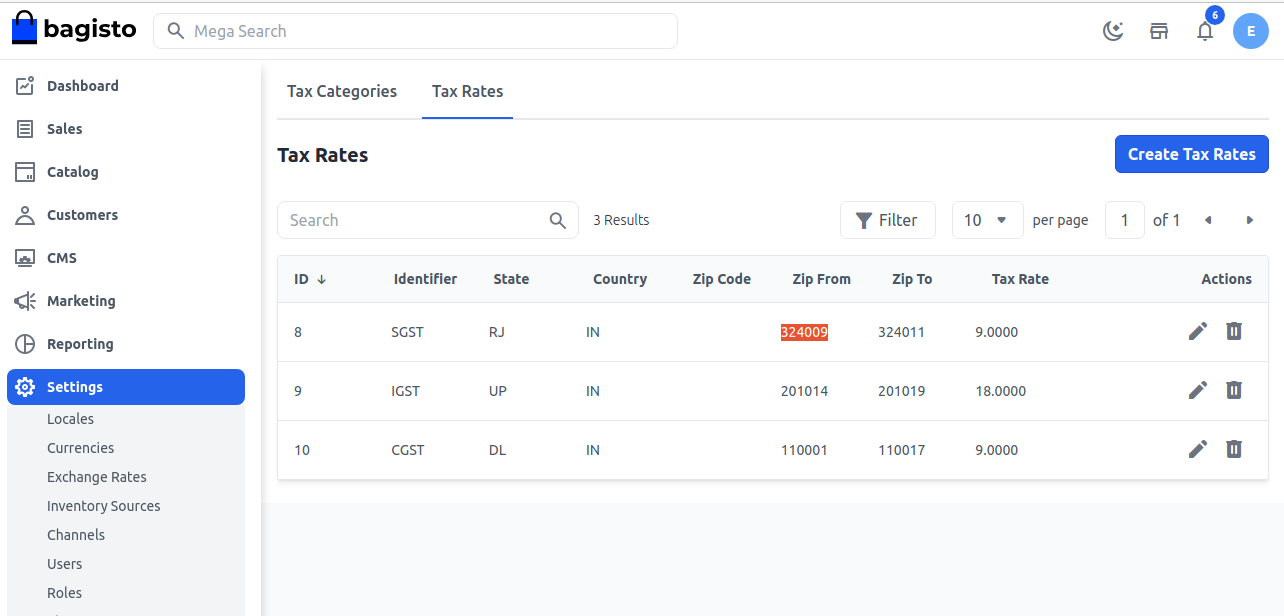 bagisto
Mega Search
6
E
Dashboard
Sales
Catalog
Customers
CMS
Marketing
Reporting
Settings
Locales
Currencies
Exchange Rates
Inventory Sources
Channels
Users
Roles
Tax Categories Tax Rates
Tax Rates
Create Tax Rates
Search
3 Results
Filter
10 per page
1 of 1
ID ↓ Identifier State Country Zip Code Zip From Zip To Tax Rate Actions
8 SGST RJ IN 324009 324011 9.0000
9 IGST UP IN 201014 201019 18.0000
10 CGST DL IN 110001 110017 9.0000